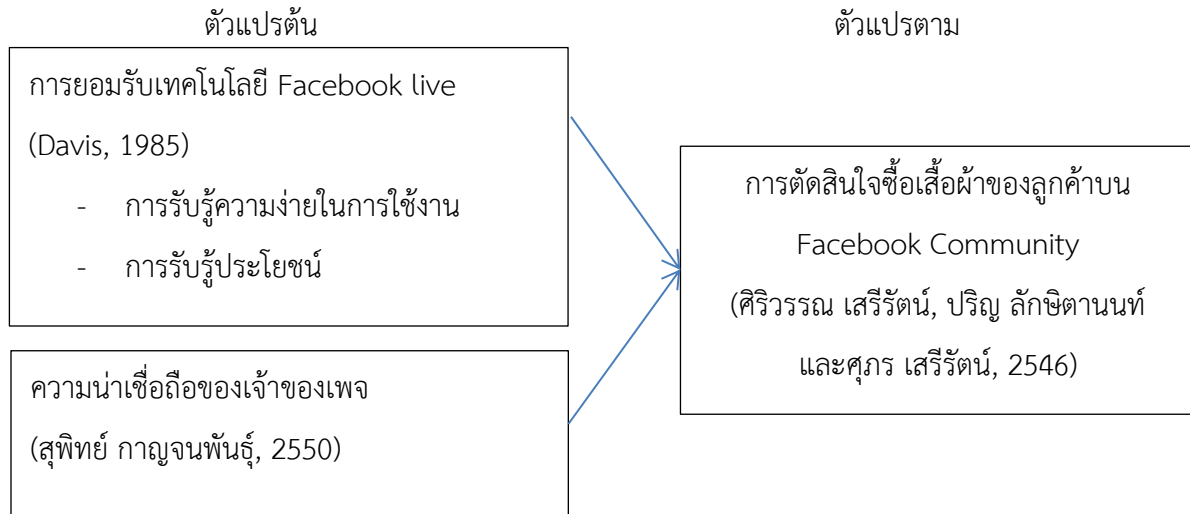 ตัวแปรต้น
ตัวแปรตาม
การยอมรับเทคโนโลยี Facebook live
(Davis, 1985)
- การรับรู้ความง่ายในการใช้งาน
- การรับรู้ประโยชน์
ความน่าเชื่อถือของเจ้าของเพจ
(สุพิทย์ กาญจนพันธุ์, 2550)
การตัดสินใจซื้อเสื้อผ้าของลูกค้าบน
Facebook Community
(ศิริวรรณ เสรีรัตน์, ปริญ ลักษิตานนท์
และศุภร เสรีรัตน์, 2546)